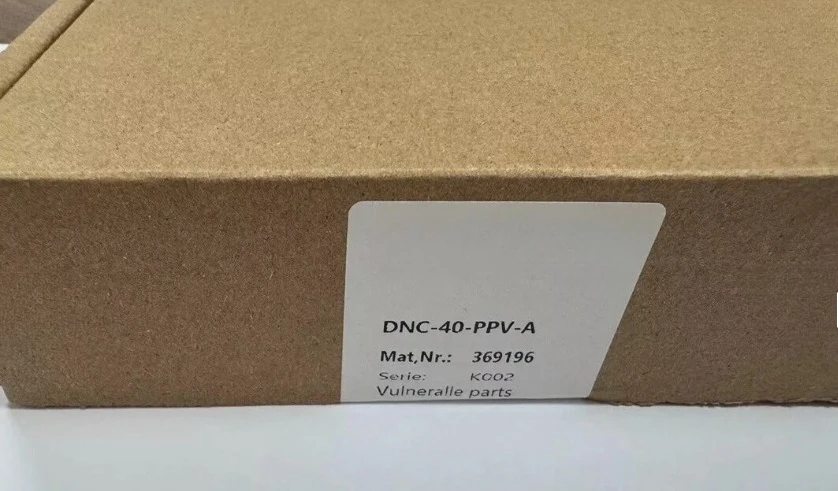 DNC-40-PPV-A
Mat,Nr.: 369196
Serie: K002
Vulneralle parts